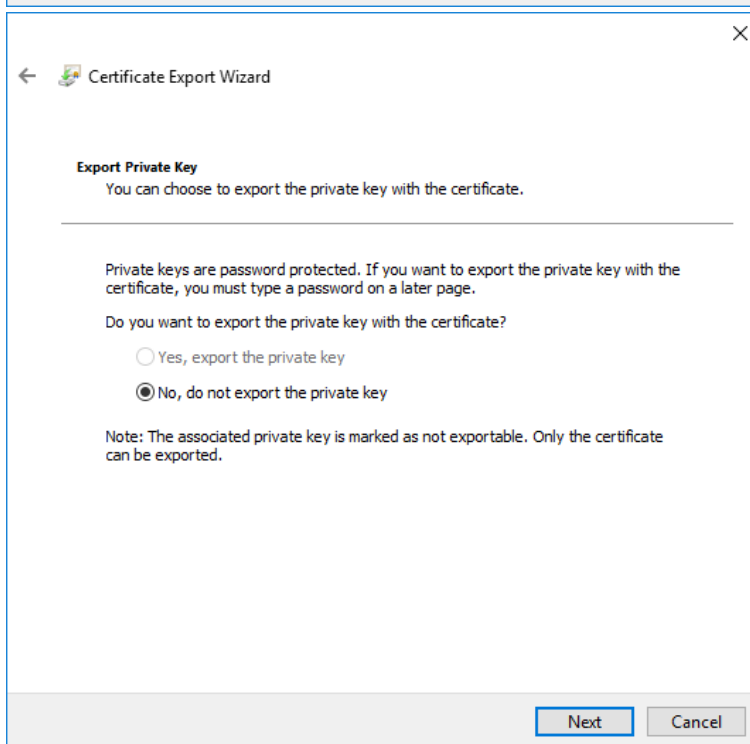 Certificate Export Wizard
Export Private Key
You can choose to export the private key with the certificate.
Private keys are password protected. If you want to export the private key with the
certificate, you must type a password on a later page.
Do you want to export the private key with the certificate?
Yes, export the private key
No, do not export the private key
Note: The associated private key is marked as not exportable. Only the certificate
can be exported.
Next Cancel